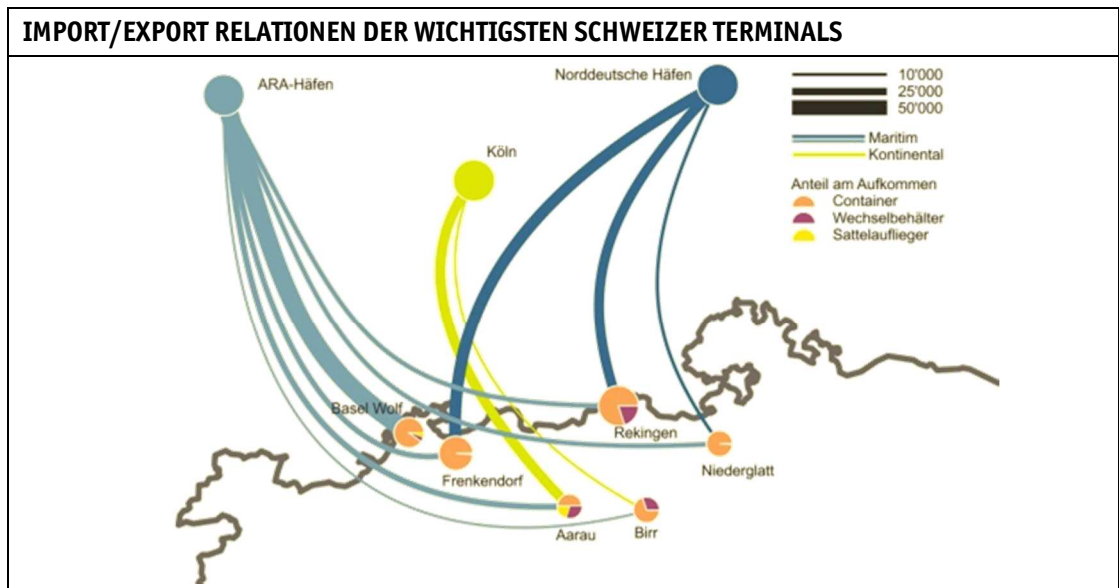 IMPORT/EXPORT RELATIONEN DER WICHTIGSTEN SCHWEIZER TERMINALS
ARA-Häfen
Norddeutsche Häfen
10'000
25'000
50'000
Köln
Maritim
Kontinental
Anteil am Aufkommen
Container
Wechselbehälter
Sattelauflieger
Basel Wolf
Rekingen
Niederglatt
Frenkendorf
Aarau
Birr